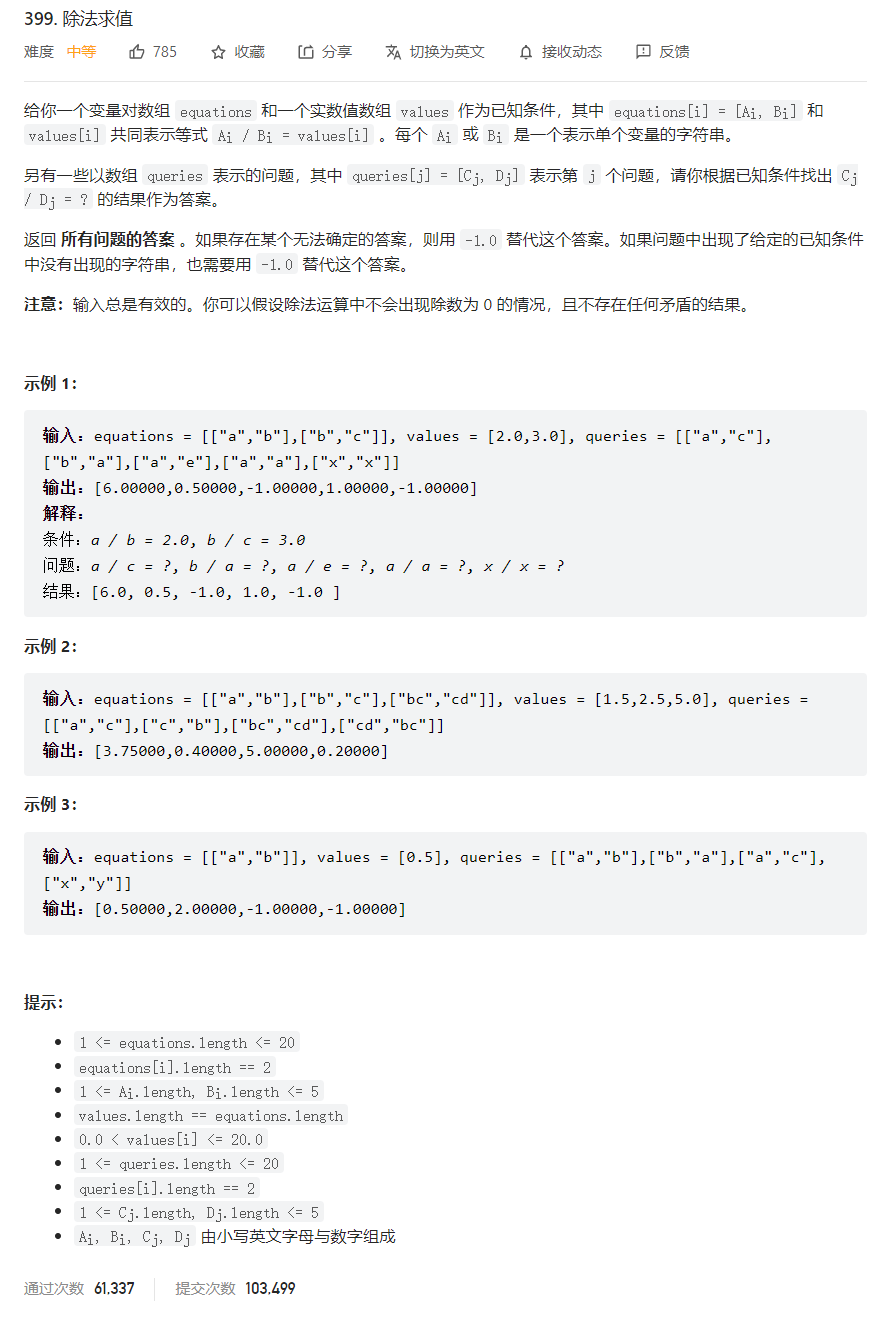 399. 除法求值
难度 中等 785 收藏 分享 切换为英文 接收动态 反馈
给你一个变量对数组 equations 和一个实数值数组 values 作为已知条件，其中 equations[i] = [Ai, Bi] 和
values[i] 共同表示等式 Ai / Bi = values[i] 。每个 Ai 或 Bi 是一个表示单个变量的字符串。
另有一些以数组 queries 表示的问题，其中 queries[j] = [Cj, Dj] 表示第 j 个问题，请你根据已知条件找出 Cj
/ Dj = ? 的结果作为答案。
返回 所有问题的答案 。如果存在某个无法确定的答案，则用 -1.0 替代这个答案。如果问题中出现了给定的已知条件
中没有出现的字符串，也需要用 -1.0 替代这个答案。
注意：输入总是有效的。你可以假设除法运算中不会出现除数为 0 的情况，且不存在任何矛盾的结果。
示例 1：
输入：equations = [["a","b"],["b","c"]], values = [2.0,3.0], queries = [["a","c"],
["b","a"],["a","e"],["a","a"],["x","x"]]
输出：[6.00000,0.50000,-1.00000,1.00000,-1.00000]
解释：
条件：a / b = 2.0, b / c = 3.0
问题：a / c = ?, b / a = ?, a / e = ?, a / a = ?, x / x = ?
结果：[6.0, 0.5, -1.0, 1.0, -1.0 ]
示例 2：
输入：equations = [["a","b"],["b","c"],["bc","cd"]], values = [1.5,2.5,5.0], queries =
[["a","c"],["c","b"],["bc","cd"],["cd","bc"]]
输出：[3.75000,0.40000,5.00000,0.20000]
示例 3：
输入：equations = [["a","b"]], values = [0.5], queries = [["a","b"],["b","a"],["a","c"],
["x","y"]]
输出：[0.50000,2.00000,-1.00000,-1.00000]
提示：
• 1 <= equations.length <= 20
• equations[i].length == 2
• 1 <= Ai.length, Bi.length <= 5
• values.length == equations.length
• 0.0 < values[i] <= 20.0
• 1 <= queries.length <= 20
• queries[i].length == 2
• 1 <= Cj.length, Dj.length <= 5
• Ai, Bi, Cj, Dj 由小写英文字母与数字组成
通过次数 61,337 提交次数 103,499